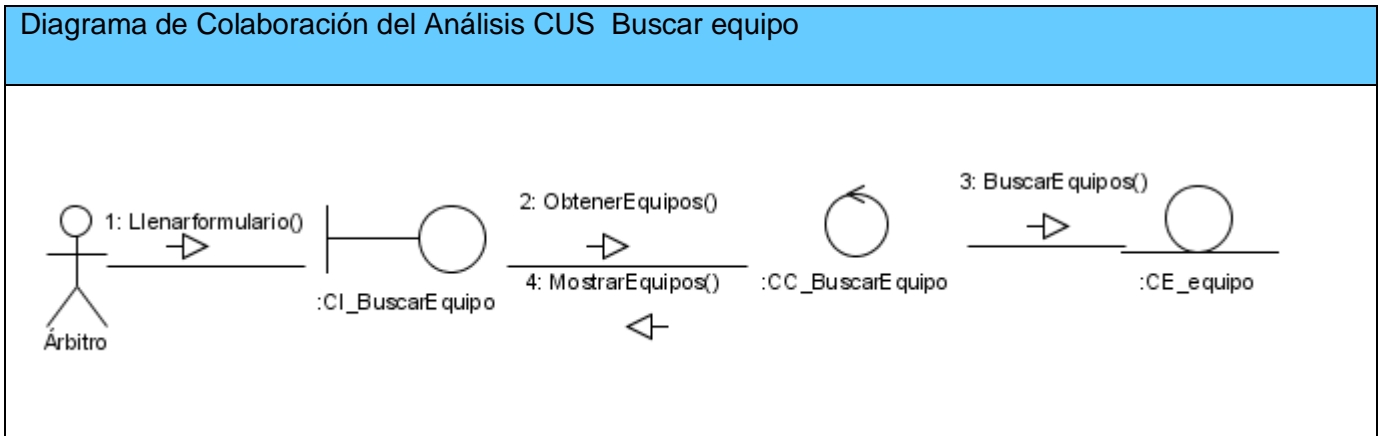 Diagrama de Colaboración del Análisis CUS Buscar equipo
1: Llenarformulario()
2: ObtenerEquipos()
3: BuscarEquipos()
4: MostrarEquipos()
:CI_BuscarEquipo
:CC_BuscarEquipo
:CE_equipo
Árbitro